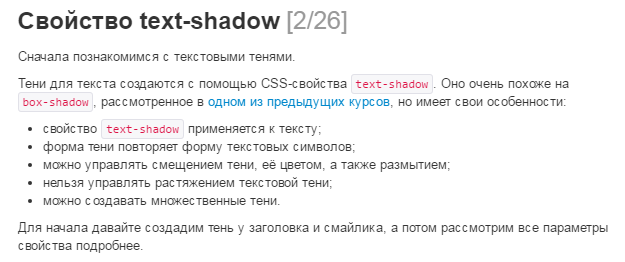 Свойство text-shadow [2/26]
Сначала познакомимся с текстовыми тенями.
Тени для текста создаются с помощью CSS-свойства text-shadow. Оно очень похоже на
box-shadow, рассмотренное в одном из предыдущих курсов, но имеет свои особенности:
• свойство text-shadow применяется к тексту;
• форма тени повторяет форму текстовых символов;
• можно управлять смещением тени, её цветом, а также размытием;
• нельзя управлять растяжением текстовой тени;
• можно создавать множественные тени.
Для начала давайте создадим тень у заголовка и смайлика, а потом рассмотрим все параметры
свойства подробнее.